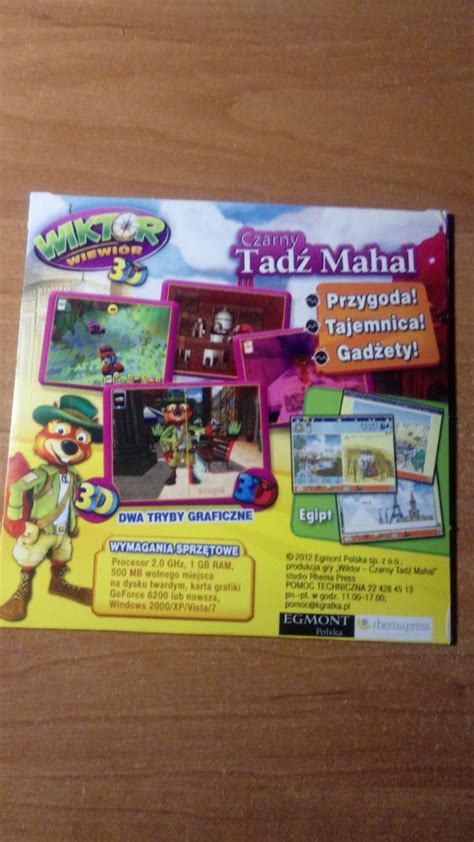 WIKTOR
WIEWIÓR
3D
Czarny
Tadź Mahal
Przygoda!
Tajemnica!
Gadżety!
3D
3D
DWA TRYBY GRAFICZNE
EGIPT
Egipt
WYMAGANIA SPRZĘTOWE
Procesor 2.0 GHz, 1 GB RAM,
500 MB wolnego miejsca
na dysku twardym, karta grafiki
GeForce 6200 lub nowsza,
Windows 2000/XP/Vista/7
© 2012 Egmont Polska sp. z o.o.;
produkcja gry „Wiktor – Czarny Tadź Mahal”
studio Rhema Press
POMOC TECHNICZNA 22 428 45 13
pn.-pt. w godz. 11.00-17.00;
pomoc@kgratka.pl
EGMONT
Polska
rhemapress